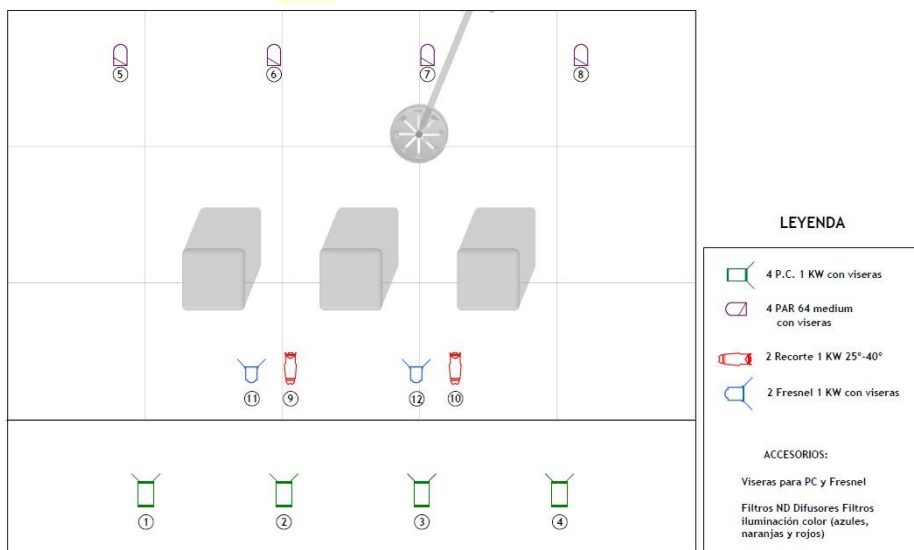 ⑤ ⑥ ⑦ ⑧
LEYENDA
4 P.C. 1 KW con viseras
4 PAR 64 medium
con viseras
2 Recorte 1 KW 25°-40°
⑪ ⑨ ⑫ ⑩
2 Fresnel 1 KW con viseras
ACCESORIOS:
Viseras para PC y Fresnel
Filtros ND Difusores Filtros
iluminación color (azules,
naranjas y rojos)
① ② ③ ④